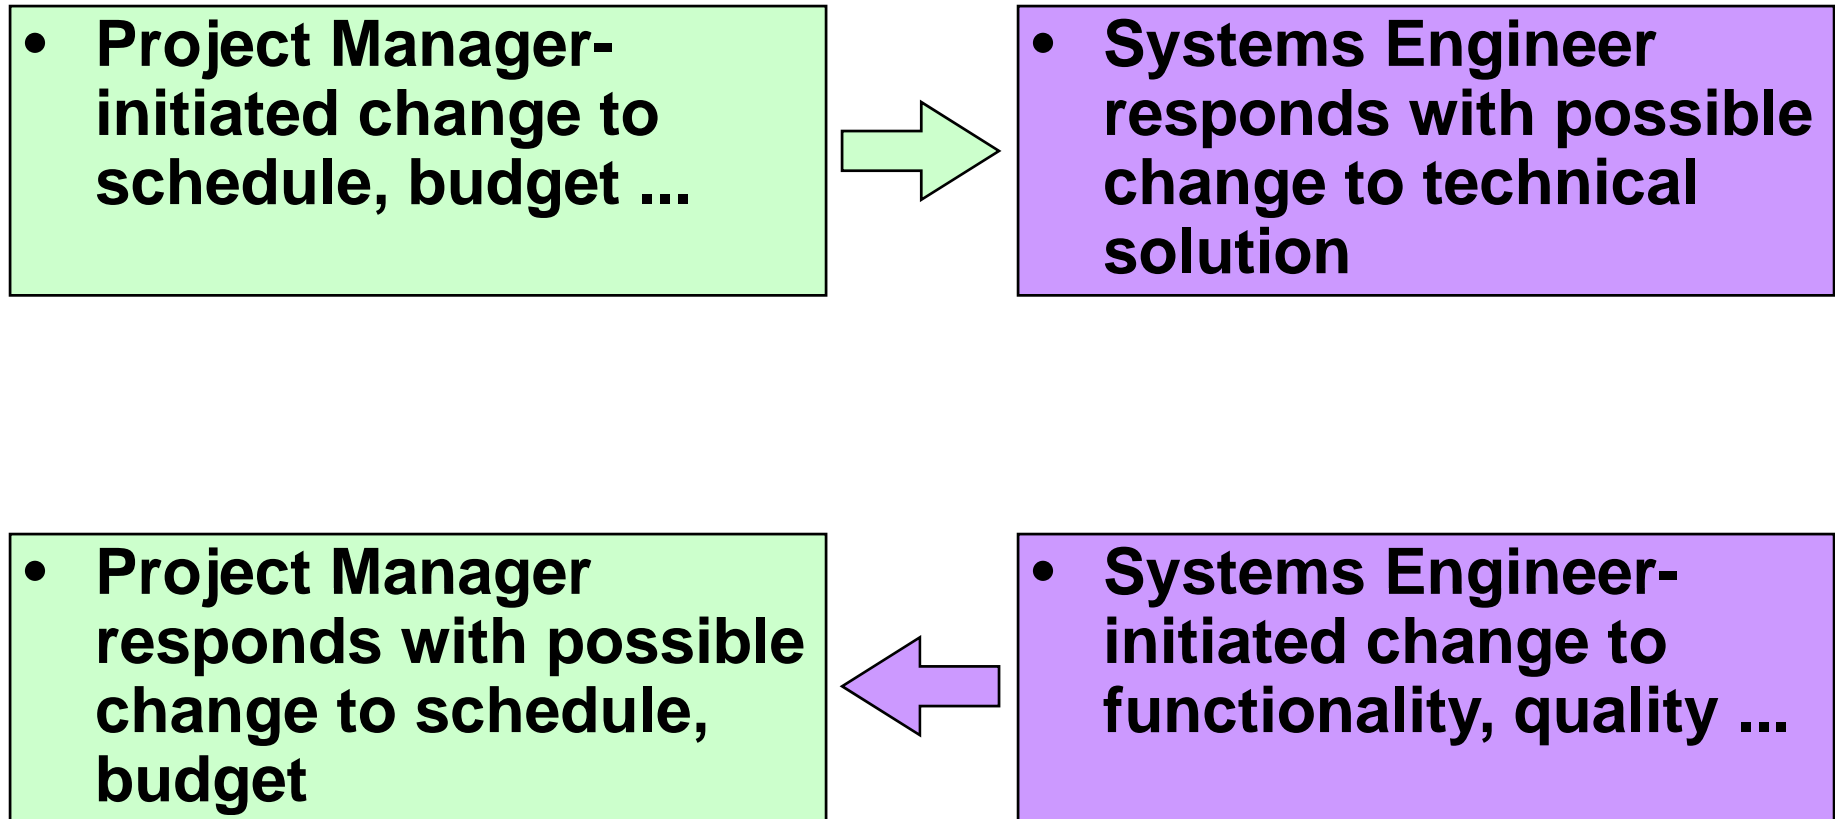 • Project Manager-
initiated change to
schedule, budget ...
• Systems Engineer
responds with possible
change to technical
solution
• Project Manager
responds with possible
change to schedule,
budget
• Systems Engineer-
initiated change to
functionality, quality ...